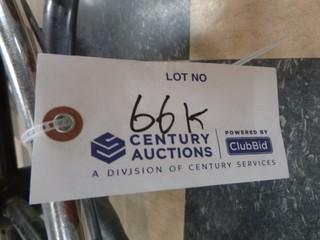 LOT NO
66K
CENTURY AUCTIONS
POWERED BY
ClubBid
A DIVISION OF CENTURY SERVICES